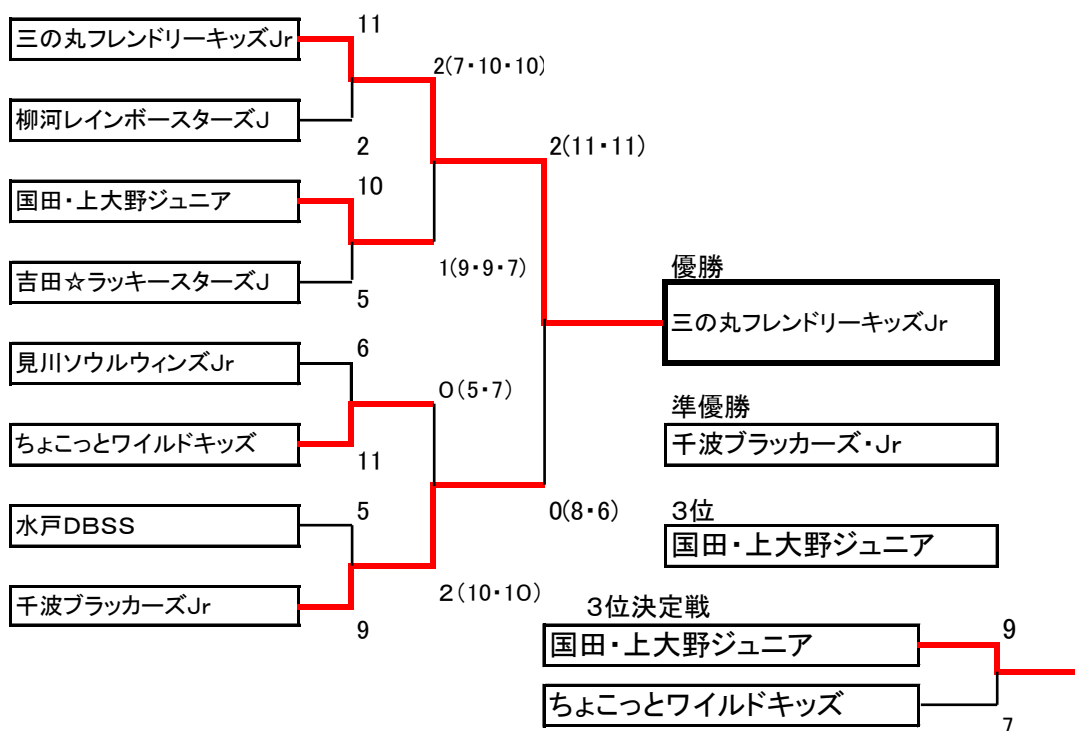 11
三の丸フレンドリーキッズJr
2(7・10・10)
柳河レインボースターズJ
2
2(11・11)
10
国田・上大野ジュニア
1(9・9・7)
吉田☆ラッキースターズJ
5
優勝
三の丸フレンドリーキッズJr
6
見川ソウルウィンズJr
0(5・7)
準優勝
ちょこっとワイルドキッズ
千波ブラッカーズ・Jr
11
5
水戸DBSS
0(8・6)
3位
国田・上大野ジュニア
千波ブラッカーズJr
2(10・10)
9
3位決定戦
国田・上大野ジュニア
9
ちょこっとワイルドキッズ
7